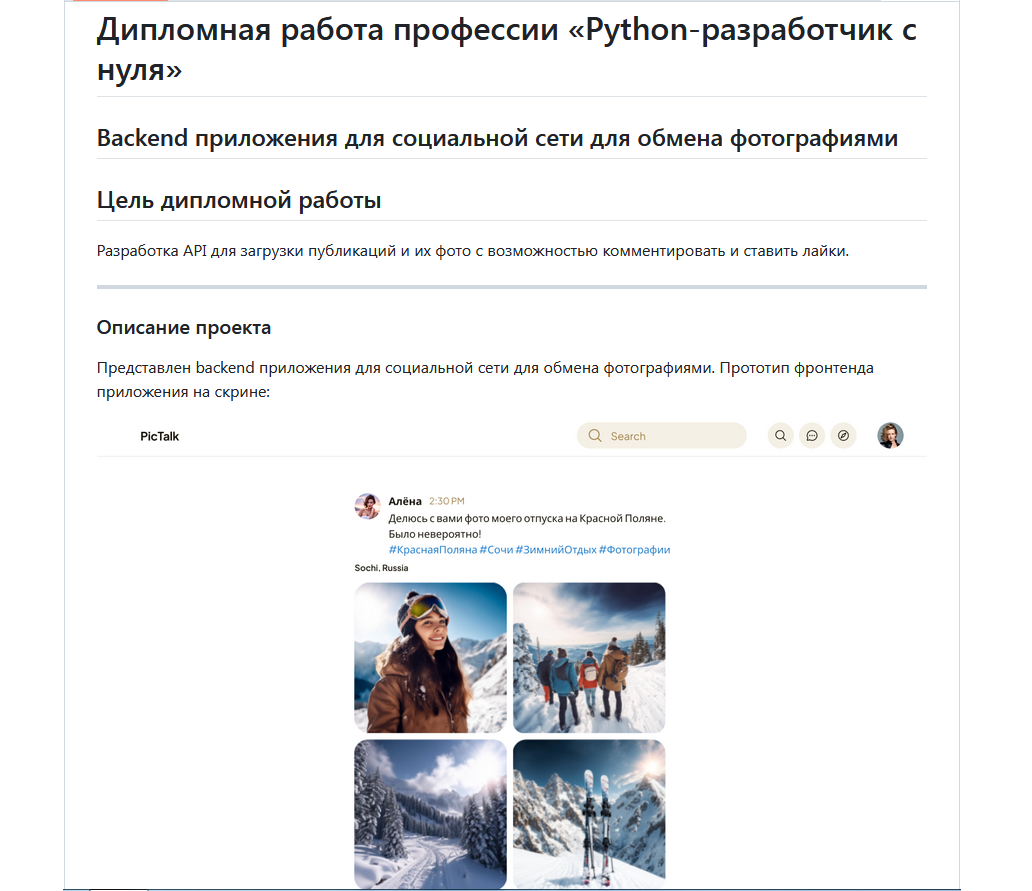 Дипломная работа профессии «Python-разработчик с
нуля»
Backend приложения для социальной сети для обмена фотографиями
Цель дипломной работы
Разработка API для загрузки публикаций и их фото с возможностью комментировать и ставить лайки.
Описание проекта
Представлен backend приложения для социальной сети для обмена фотографиями. Прототип фронтенда
приложения на скрине:
PicTalk
Search
Алёна 2:30 PM
Делюсь с вами фото моего отпуска на Красной Поляне.
Было невероятно!
#КраснаяПоляна #Сочи #ЗимнийОтдых #Фотографии
Sochi, Russia